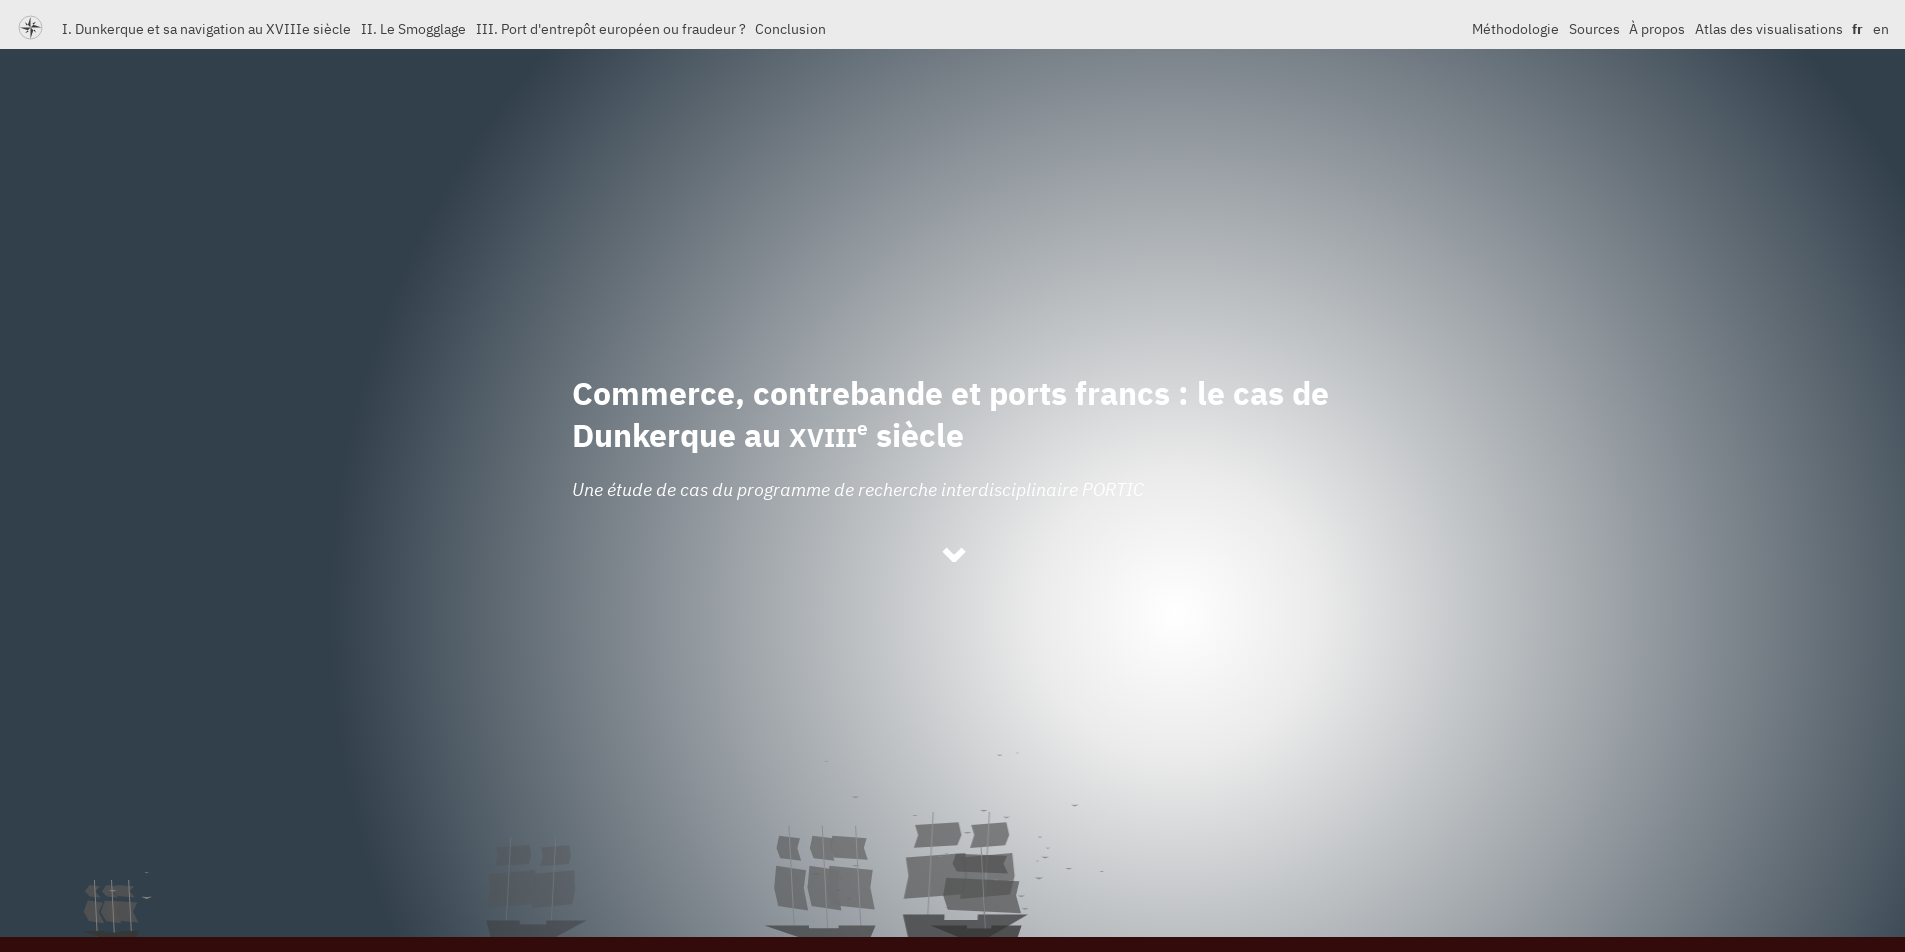 I. Dunkerque et sa navigation au XVIIIe siècle II. Le Smogglage III. Port d'entrepôt européen ou fraudeur ? Conclusion Méthodologie Sources À propos Atlas des visualisations fr en
Commerce, contrebande et ports francs : le cas de
Dunkerque au XVIIIe siècle
Une étude de cas du programme de recherche interdisciplinaire PORTIC